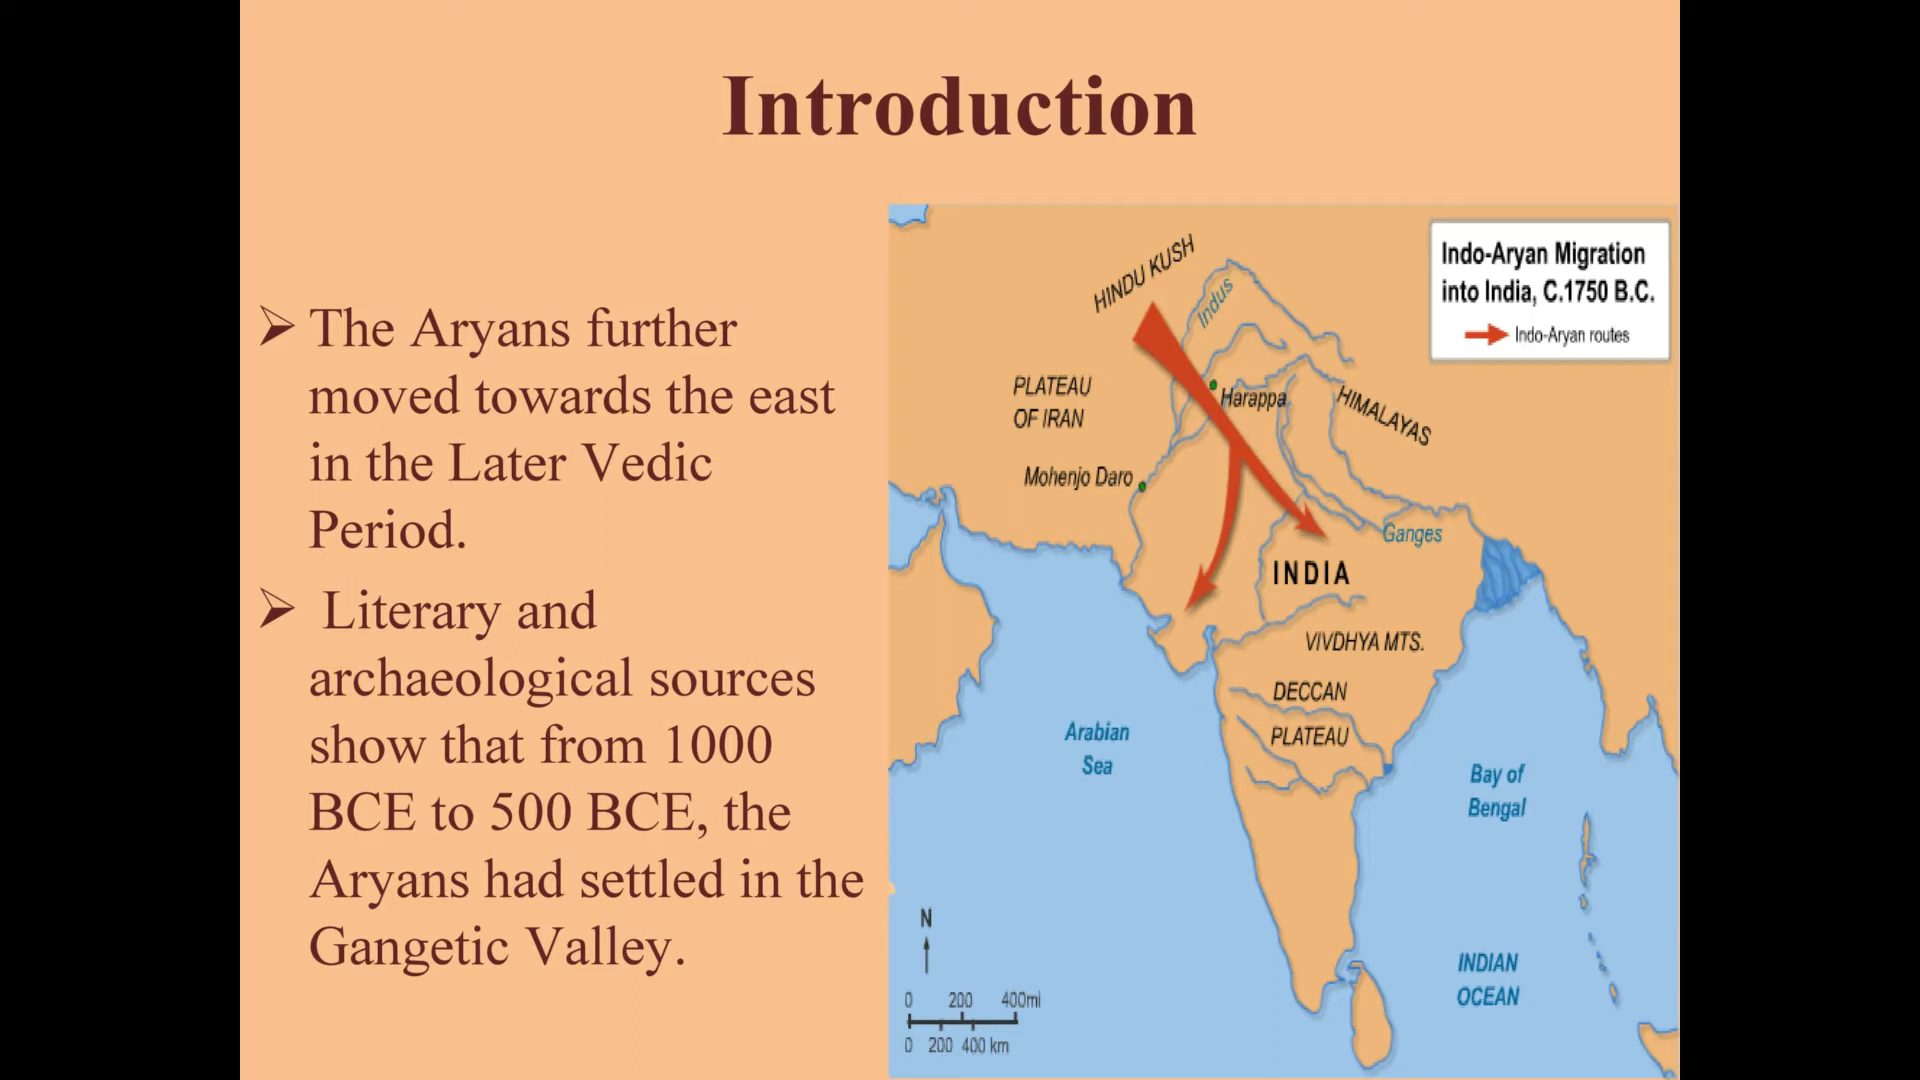 Introduction
➢ The Aryans further
moved towards the east
in the Later Vedic
Period.
➢ Literary and
archaeological sources
show that from 1000
BCE to 500 BCE, the
Aryans had settled in the
Gangetic Valley.
Indo-Aryan Migration
into India, C.1750 B.C.
Indo-Aryan routes
HINDU KUSH
Indus
PLATEAU
OF IRAN
Harappa
HIMALAYAS
Mohenjo Daro
Ganges
INDIA
VIVDHYA MTS.
DECCAN
PLATEAU
Arabian
Sea
Bay of
Bengal
INDIAN
OCEAN
N
0 200 400mi
0 200 400 km